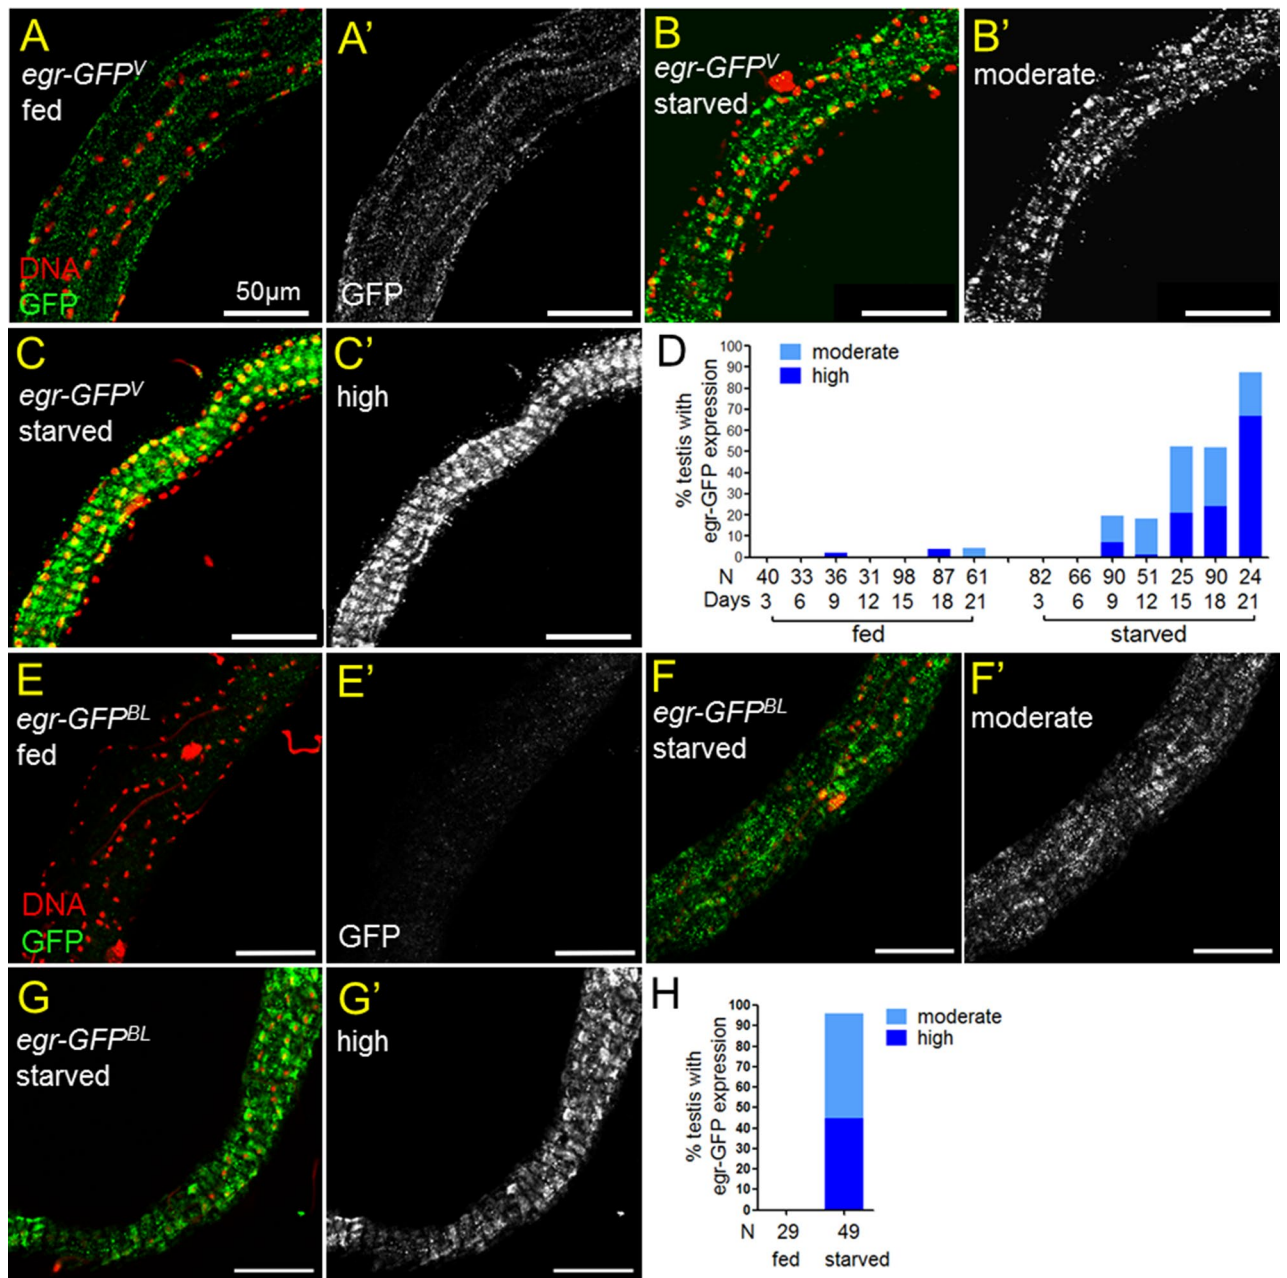 A
egr-GFPV
fed
DNA
GFP
50µm
A'
GFP
B
egr-GFPV
starved
B'
moderate
C
egr-GFPV
starved
C'
high
D
moderate
high
% testis with
egr-GFP expression
100
90
80
70
60
50
40
30
20
10
0
N 40 33 36 31 98 87 61 82 66 90 51 25 90 24
Days 3 6 9 12 15 18 21 3 6 9 12 15 18 21
fed starved
E
egr-GFPBL
fed
DNA
GFP
E'
GFP
F
egr-GFPBL
starved
F'
moderate
G
egr-GFPBL
starved
G'
high
H
moderate
high
% testis with
egr-GFP expression
100
90
80
70
60
50
40
30
20
10
0
N 29 49
fed starved